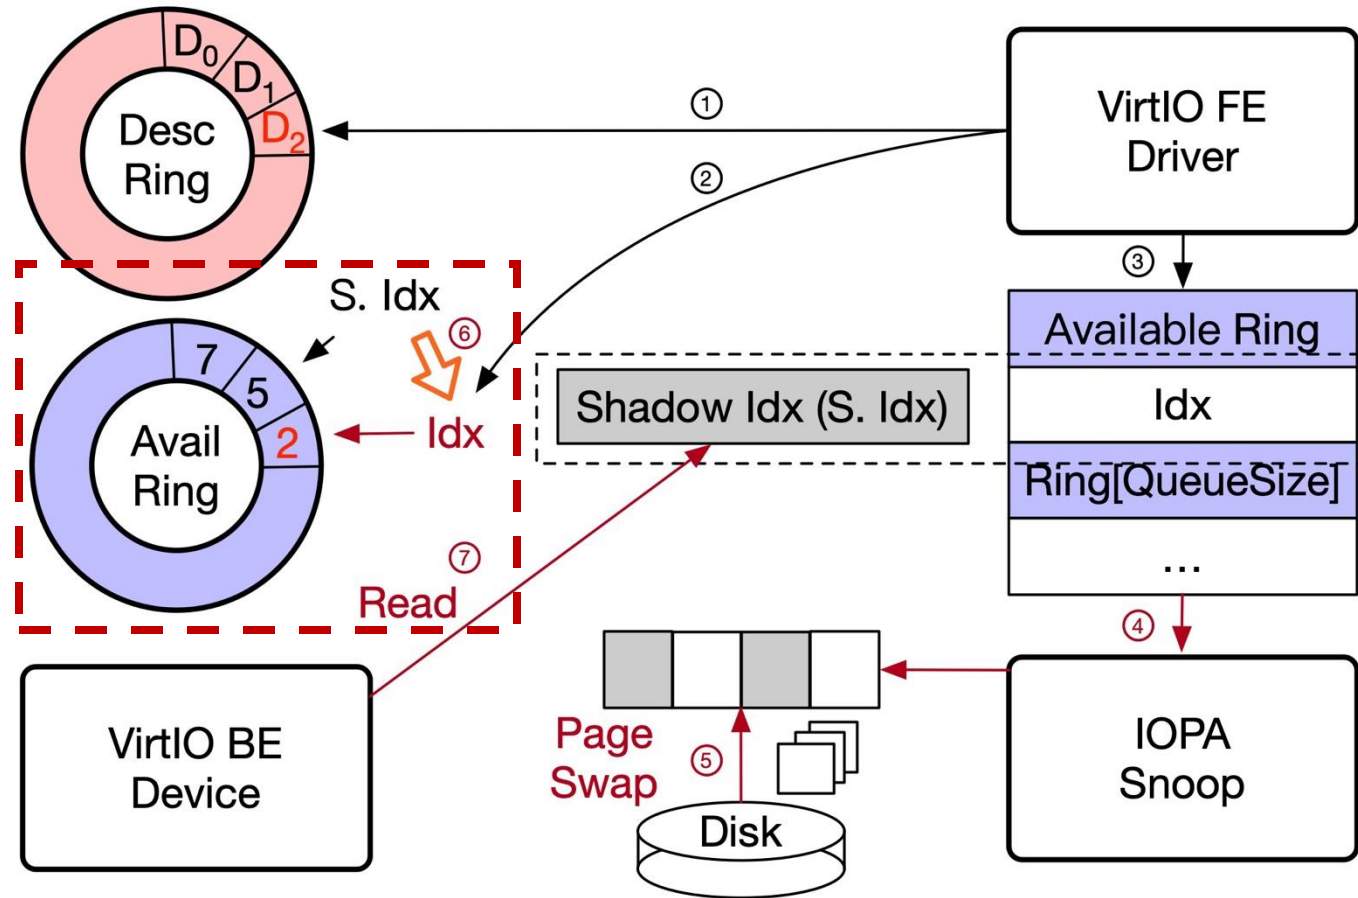 D0
D1
D2
Desc
Ring
①
②
VirtIO FE
Driver
③
S. Idx
⑥
7
5
2
Avail
Ring
Idx
Shadow Idx (S. Idx)
Available Ring
Idx
Ring[QueueSize]
...
⑦
Read
④
VirtIO BE
Device
Page
Swap
⑤
Disk
IOPA
Snoop